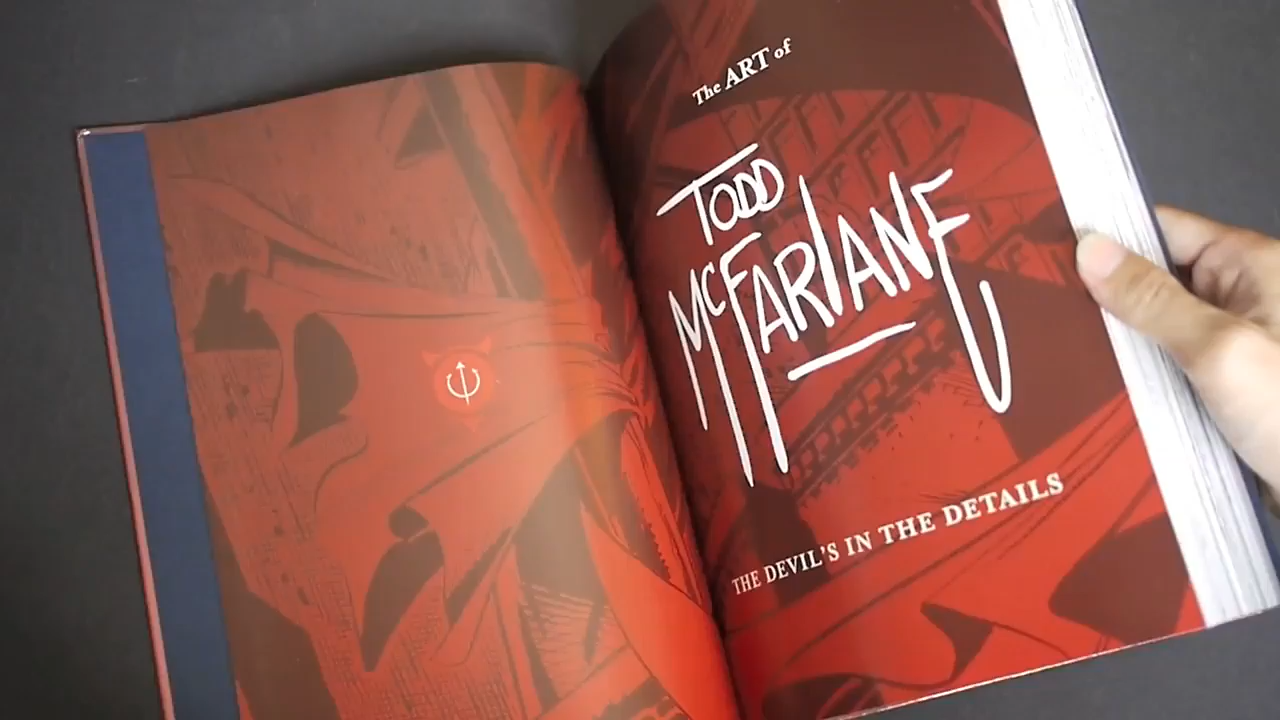 The ART of
TODD
McFARLANE
THE DEVIL'S IN THE DETAILS